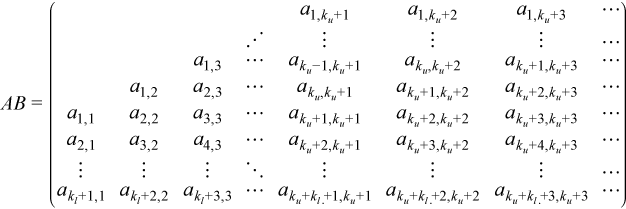 a_{1,k_u+1} a_{1,k_u+2} a_{1,k_u+3} ⋯
⋰ ⋮ ⋮ ⋮ ⋯
a_{1,3} ⋯ a_{k_u−1,k_u+1} a_{k_u,k_u+2} a_{k_u+1,k_u+3} ⋯
AB = a_{1,2} a_{2,3} ⋯ a_{k_u,k_u+1} a_{k_u+1,k_u+2} a_{k_u+2,k_u+3} ⋯
a_{1,1} a_{2,2} a_{3,3} ⋯ a_{k_u+1,k_u+1} a_{k_u+2,k_u+2} a_{k_u+3,k_u+3} ⋯
a_{2,1} a_{3,2} a_{4,3} ⋯ a_{k_u+2,k_u+1} a_{k_u+3,k_u+2} a_{k_u+4,k_u+3} ⋯
⋮ ⋮ ⋮ ⋱ ⋮ ⋮ ⋮ ⋯
a_{k_l+1,1} a_{k_l+2,2} a_{k_l+3,3} ⋯ a_{k_u+k_l+1,k_u+1} a_{k_u+k_l+2,k_u+2} a_{k_u+k_l+3,k_u+3} ⋯